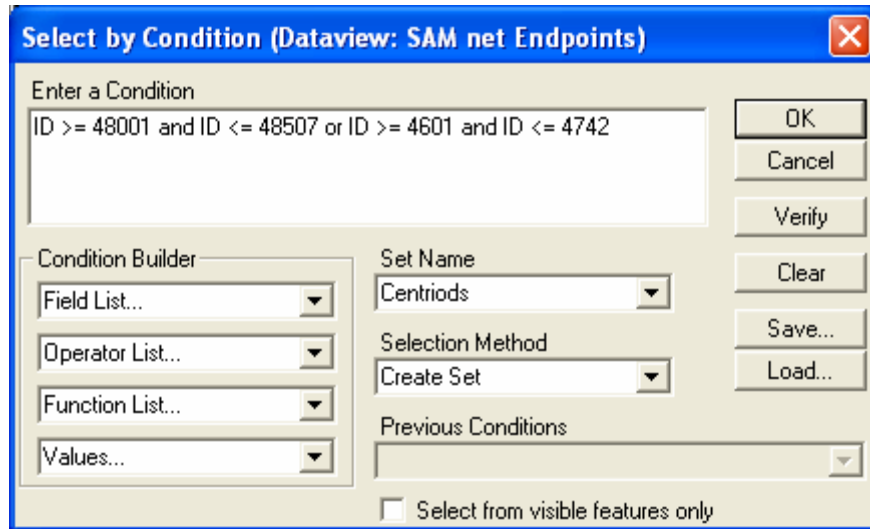 Select by Condition (Dataview: SAM net Endpoints)
Enter a Condition
ID >= 48001 and ID <= 48507 or ID >= 4601 and ID <= 4742
OK
Cancel
Verify
Clear
Save...
Load...
Condition Builder
Field List...
Operator List...
Function List...
Values...
Set Name
Centriods
Selection Method
Create Set
Previous Conditions
Select from visible features only